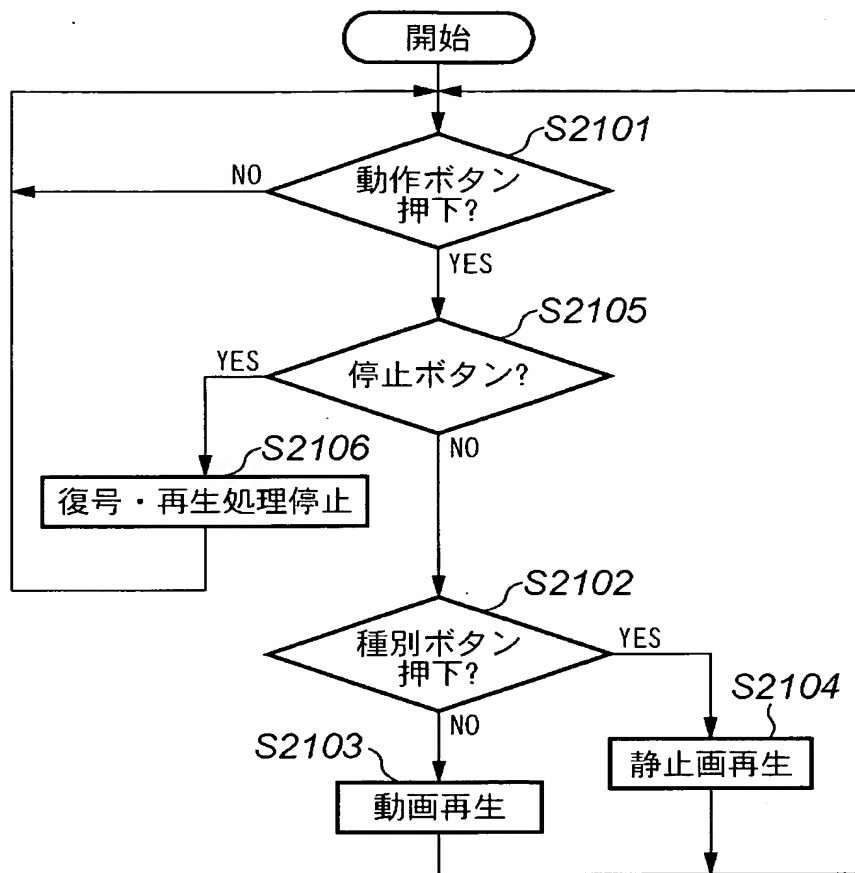 開始
S2101
動作ボタン
押下?
NO
YES
S2105
停止ボタン?
YES
NO
S2106
復号・再生処理停止
S2102
種別ボタン
押下?
YES
NO
S2104
静止画再生
S2103
動画再生